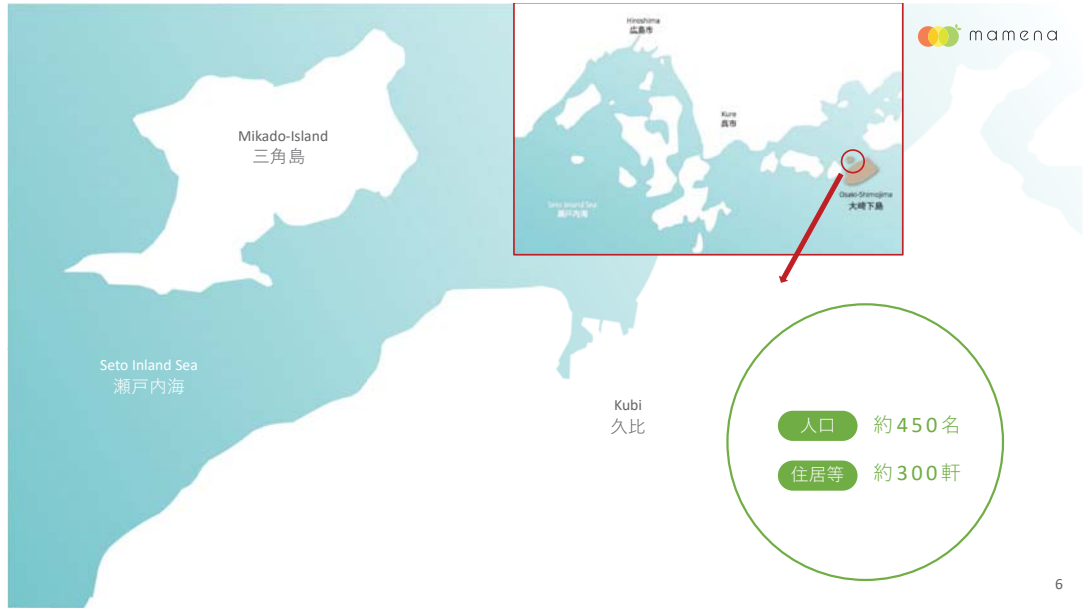 Hiroshima
広島市
mamena
Kure
呉市
Mikado-Island
三角島
Osaki-Shimojima
大崎下島
Seto Inland Sea
瀬戸内海
Seto Inland Sea
瀬戸内海
Kubi
久比
人口 約450名
住居等 約300軒
6